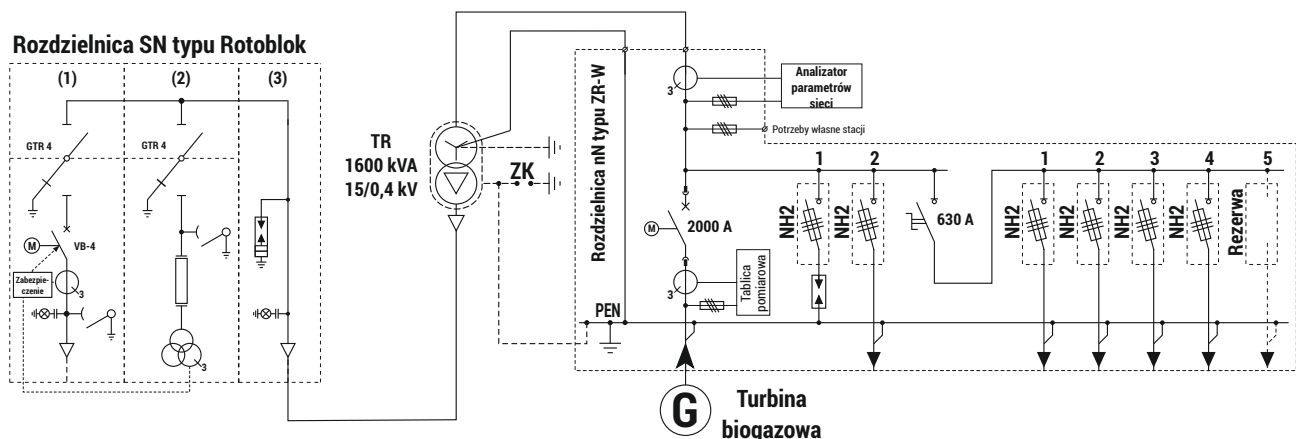 Rozdzielnica SN typu Rotoblok
(1)
(2)
(3)
GTR 4
GTR 4
M
VB-4
Zabezpie-
czenie
3
3
TR
1600 kVA
15/0,4 kV
ZK
Rozdzielnica nN typu ZR-W
3
Analizator
parametrów
sieci
Potrzeby własne stacji
M
2000 A
3
Tablica
pomiarowa
PEN
1
2
NH2
NH2
630 A
1
2
3
4
5
NH2
NH2
NH2
NH2
Rezerwa
G
Turbina
biogazowa